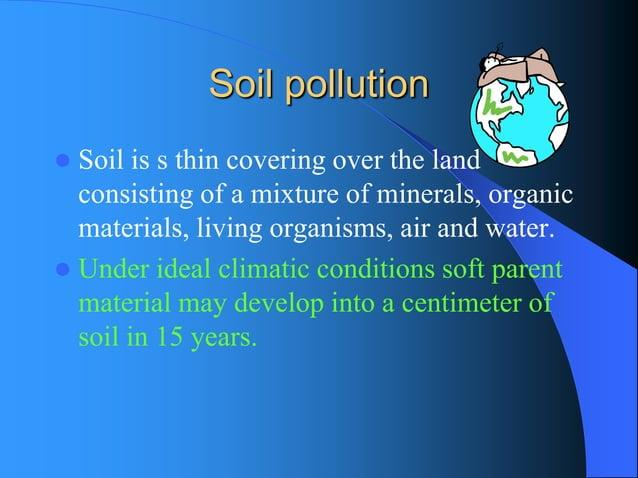 Soil pollution
Soil is s thin covering over the land
consisting of a mixture of minerals, organic
materials, living organisms, air and water.
Under ideal climatic conditions soft parent
material may develop into a centimeter of
soil in 15 years.